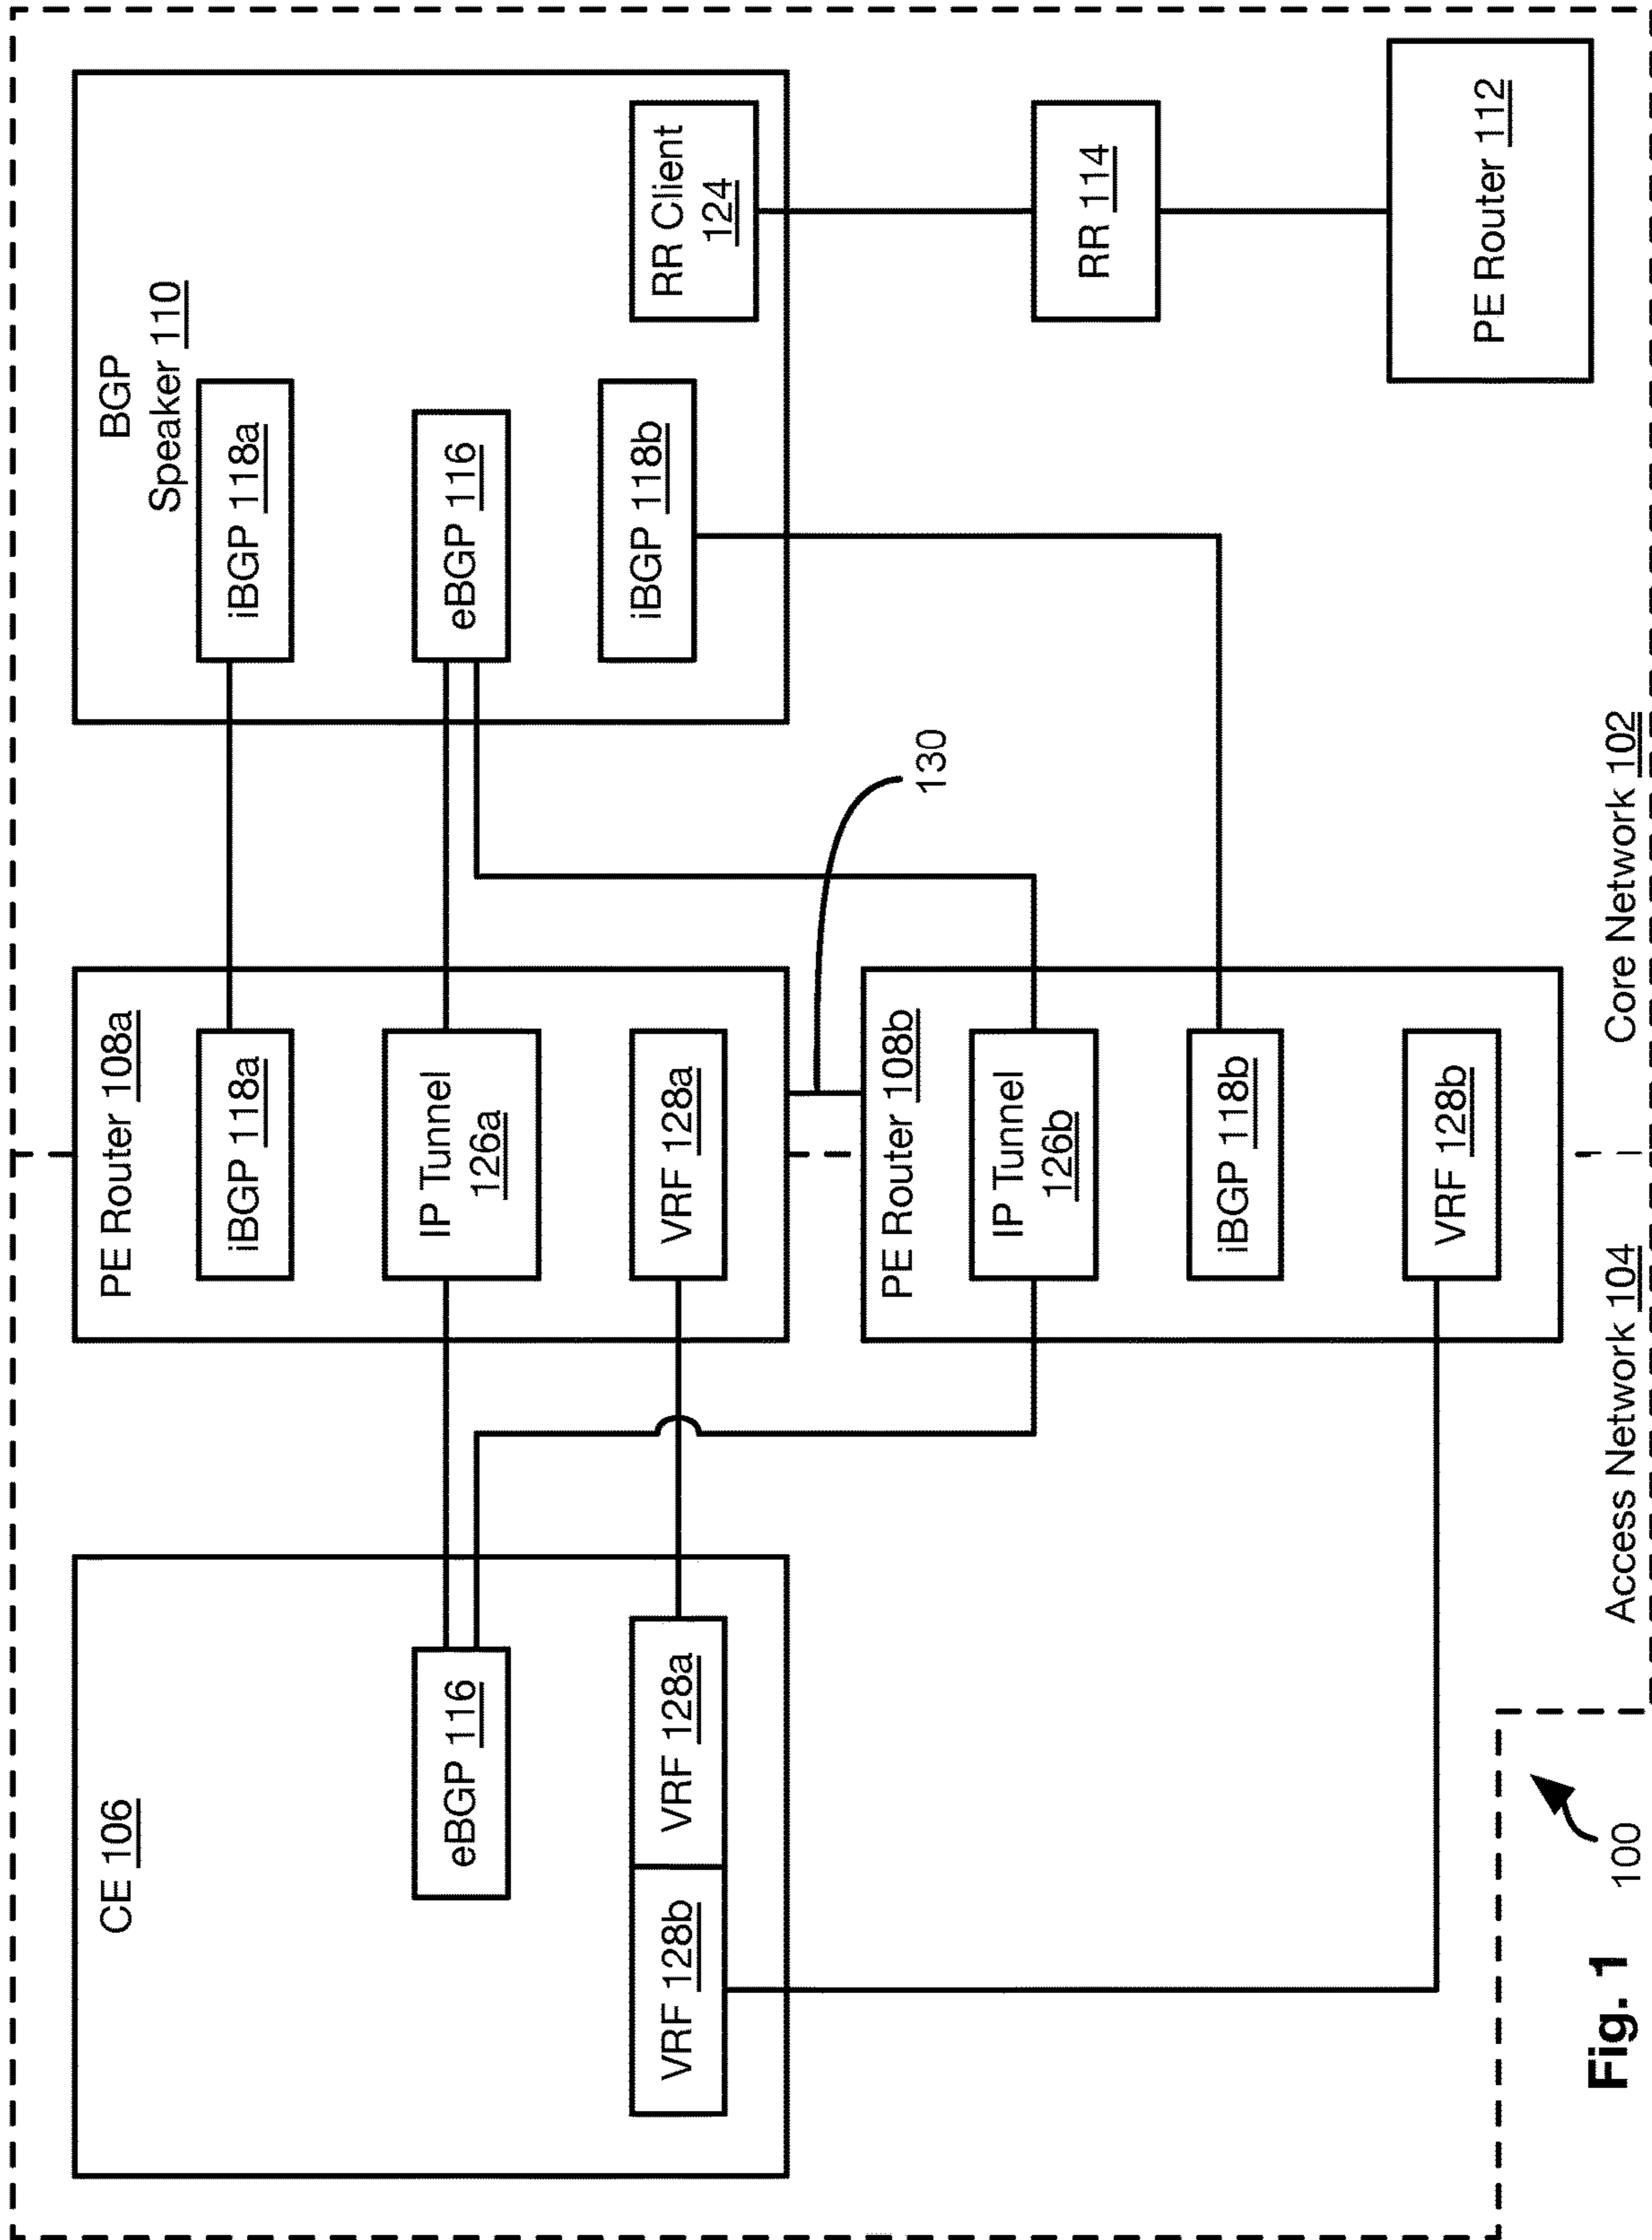 CE 106
eBGP 116
VRF 128b
VRF 128a
PE Router 108a
iBGP 118a
IP Tunnel
126a
VRF 128a
PE Router 108b
IP Tunnel
126b
iBGP 118b
VRF 128b
130
BGP
Speaker 110
iBGP 118a
eBGP 116
iBGP 118b
RR Client
124
RR 114
PE Router 112
Access Network 104
Core Network 102
100
Fig. 1